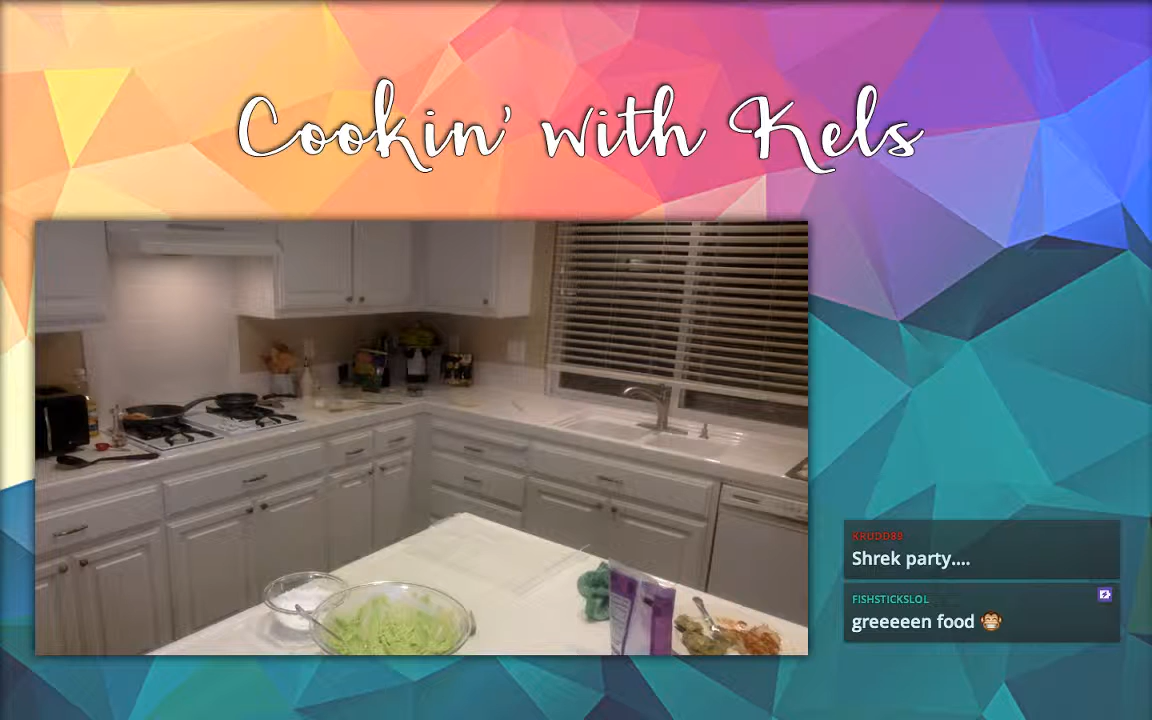 Cookin' with Kels
KRUDD89
Shrek party....
FISHSTICKSLOL
greeeeen food 🐵